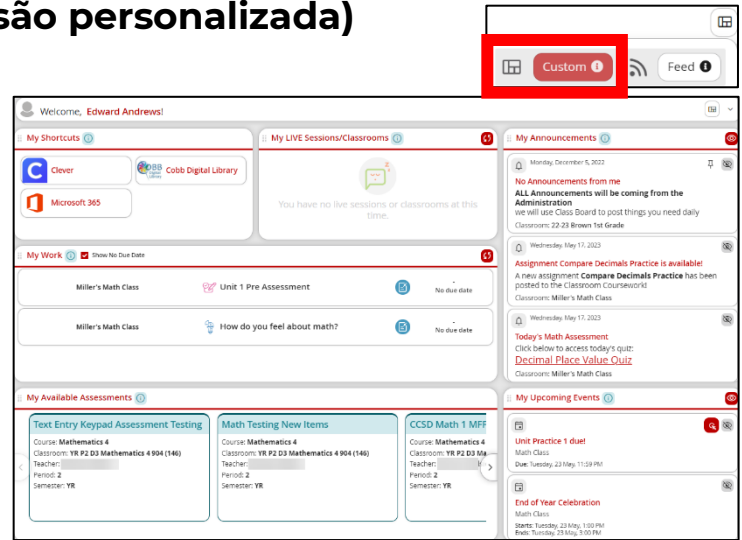 são personalizada)
Custom
Feed
Welcome, Edward Andrews!
My Shortcuts
Clever
Cobb Digital Library
Microsoft 365
My LIVE Sessions/Classrooms
You have no live sessions or classrooms at this
time.
My Work Show No Due Date
Miller's Math Class Unit 1 Pre Assessment -
No due date
Miller's Math Class How do you feel about math? -
No due date
My Available Assessments
Text Entry Keypad Assessment Testing
Course: Mathematics 4
Classroom: YR P2 D3 Mathematics 4 904 (146)
Teacher:
Period: 2
Semester: YR
Math Testing New Items
Course: Mathematics 4
Classroom: YR P2 D3 Mathematics 4 904 (146)
Teacher:
Period: 2
Semester: YR
CCSD Math 1 MFF
Course: Mathematics 4
Classroom: YR P2 D3 Ma
Teacher:
Period: 2
Semester: YR
My Announcements
Monday, December 5, 2022
No Announcements from me
ALL Announcements will be coming from the
Administration
we will use Class Board to post things you need daily
Classroom: 22-23 Brown 1st Grade
Wednesday, May 17, 2023
Assignment Compare Decimals Practice is available!
A new assignment Compare Decimals Practice has been
posted to the Classroom Coursework!
Classroom: Miller's Math Class
Wednesday, May 17, 2023
Today's Math Assessment
Click below to access today's quiz:
Decimal Place Value Quiz
Classroom: Miller's Math Class
My Upcoming Events
Unit Practice 1 due!
Math Class
Due: Tuesday, 23 May, 11:59 PM
End of Year Celebration
Math Class
Starts: Tuesday, 23 May, 1:00 PM
Ends: Tuesday, 23 May, 3:00 PM